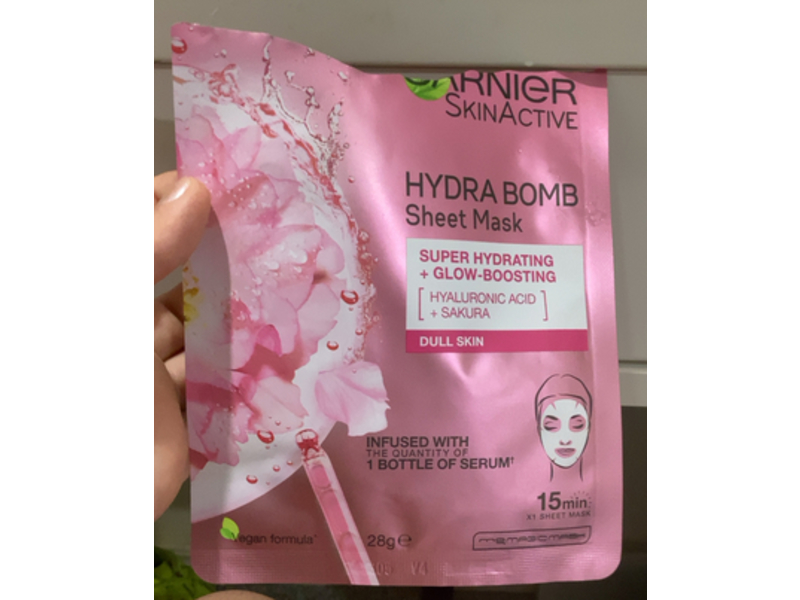 GARNIER
SKINACTIVE
HYDRA BOMB
Sheet Mask
SUPER HYDRATING
+ GLOW-BOOSTING
[ HYALURONIC ACID
+ SAKURA ]
DULL SKIN
INFUSED WITH
THE QUANTITY OF
1 BOTTLE OF SERUM†
15min
X1 SHEET MASK
Vegan formula*
28g℮
V4